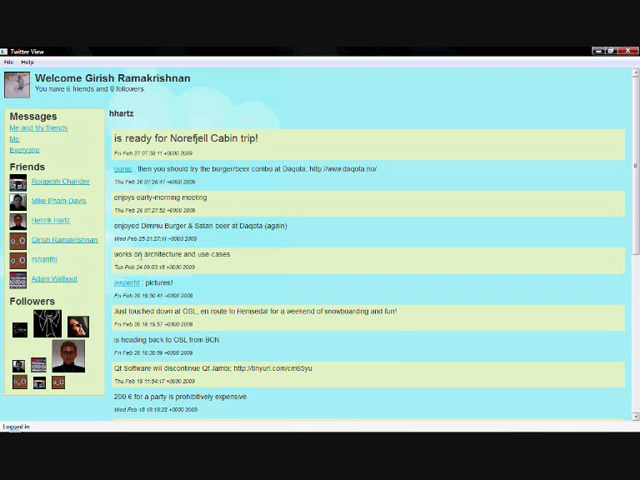 Twitter View
File Help
Welcome Girish Ramakrishnan
You have 6 friends and 9 followers.
Messages
Me and My friends
Me
Everyone
Friends
Roopesh Chander
Mike Pham-Davis
Henrik Hartz
Girish Ramakrishnan
rshanthi
Adam Walhout
Followers
hhartz
is ready for Norefjell Cabin trip!
Fri Feb 27 07:38:11 +0000 2009
: then you should try the burger/beer combo at Daqota; http://www.daqota.no/
Thu Feb 26 07:28:47 +0000 2009
enjoys early-morning meeting
Thu Feb 26 07:27:52 +0000 2009
enjoyed Dimmu Burger & Satan beer at Daqota (again)
Wed Feb 25 21:27:11 +0000 2009
works on architecture and use-cases
Tue Feb 24 09:03:15 +0000 2009
jesperht : pictures!
Fri Feb 20 19:50:41 +0000 2009
Just touched down at OSL, en route to Hemsedal for a weekend of snowboarding and fun!
Fri Feb 20 16:19:57 +0000 2009
is heading back to OSL from BCN
Fri Feb 20 10:30:59 +0000 2009
Qt Software will discontinue Qt Jambi; http://tinyurl.com/cm65yu
Thu Feb 19 11:54:17 +0000 2009
200 € for a party is prohibitively expensive
Wed Feb 18 19:19:22 +0000 2009
Logged in